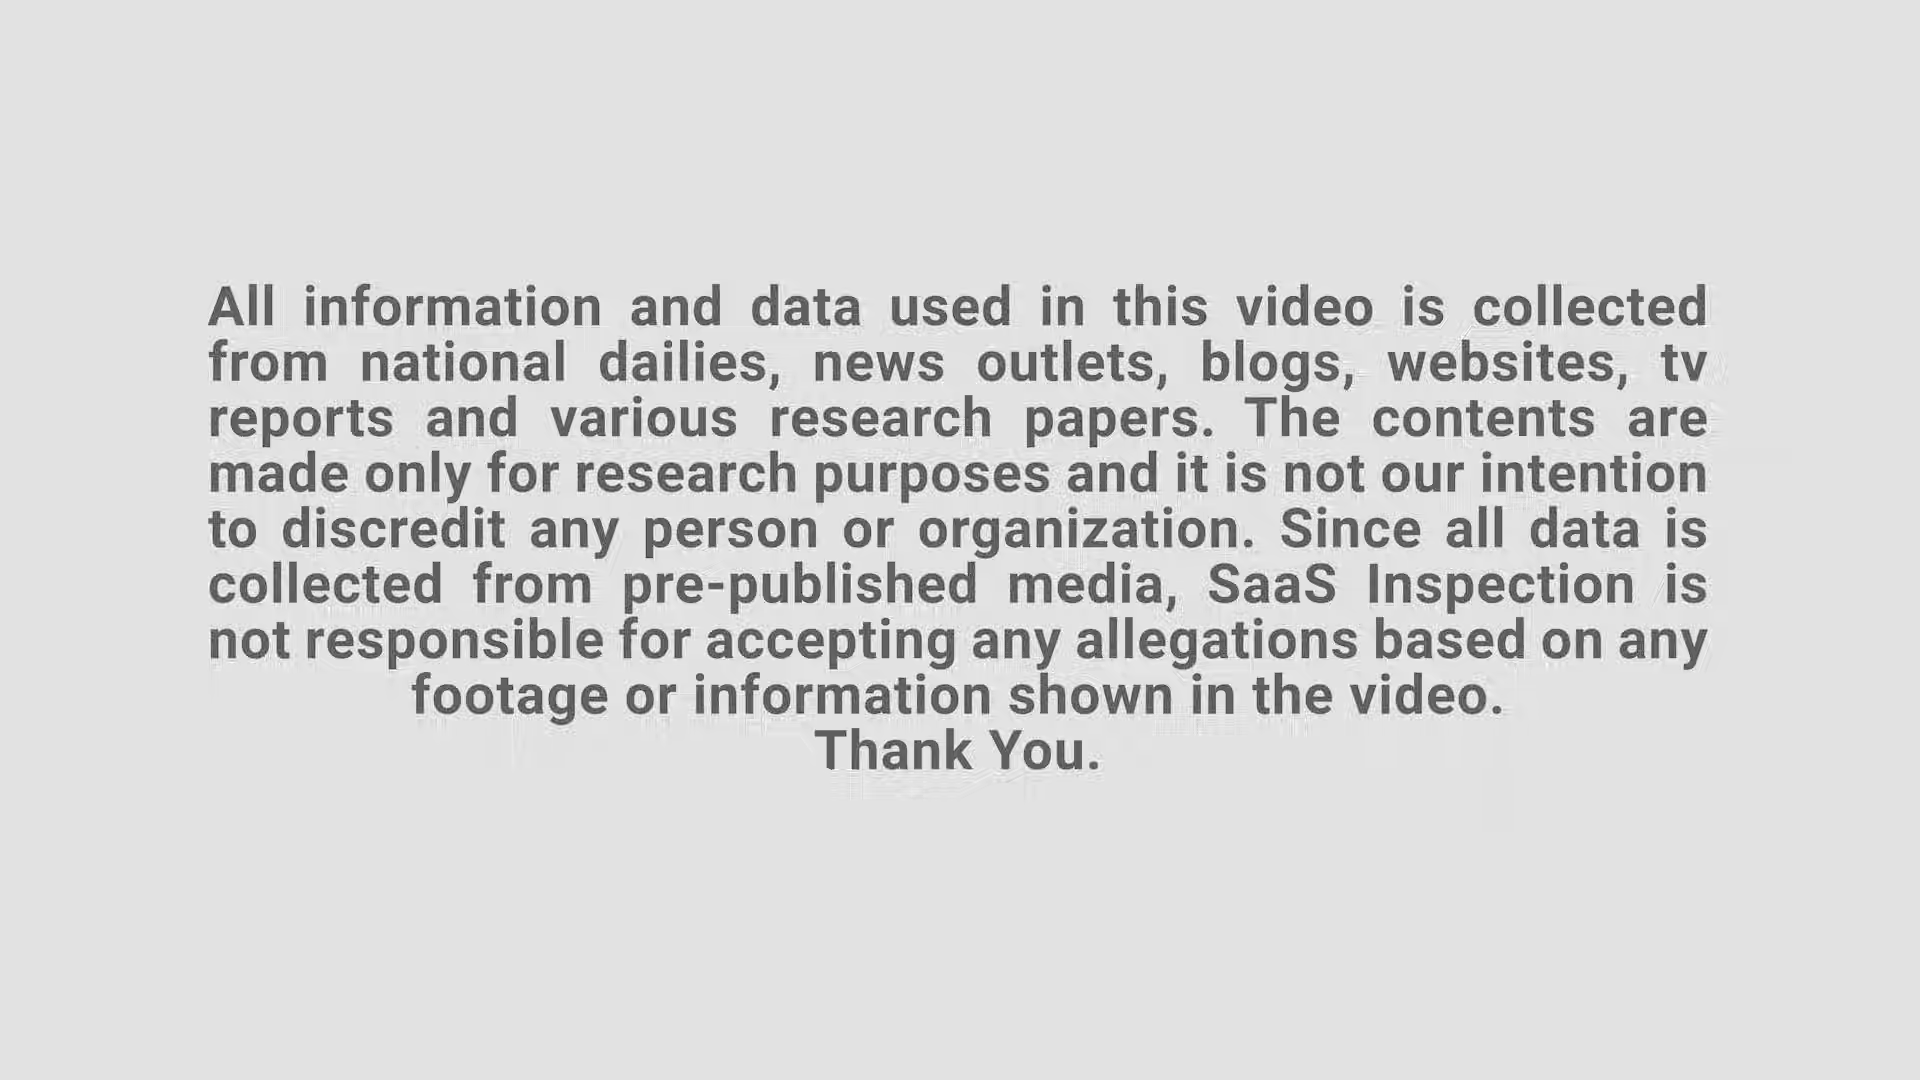 All information and data used in this video is collected
from national dailies, news outlets, blogs, websites, tv
reports and various research papers. The contents are
made only for research purposes and it is not our intention
to discredit any person or organization. Since all data is
collected from pre-published media, SaaS Inspection is
not responsible for accepting any allegations based on any
footage or information shown in the video.
Thank You.